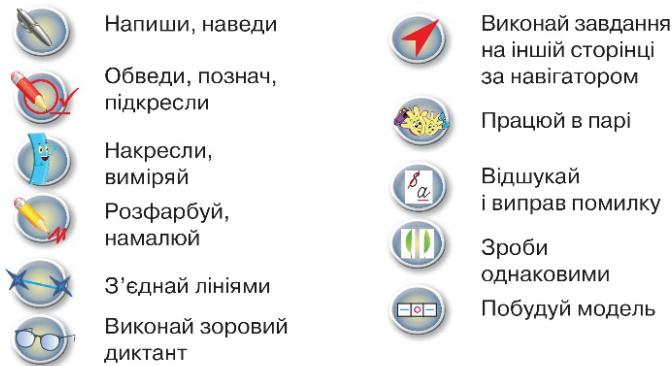 Напиши, наведи
Обведи, познач,
підкресли
Накресли,
виміряй
Розфарбуй,
намалюй
З’єднай лініями
Виконай зоровий
диктант
Виконай завдання
на іншій сторінці
за навігатором
Працюй в парі
Відшукай
і виправ помилку
Зроби
однаковими
Побудуй модель